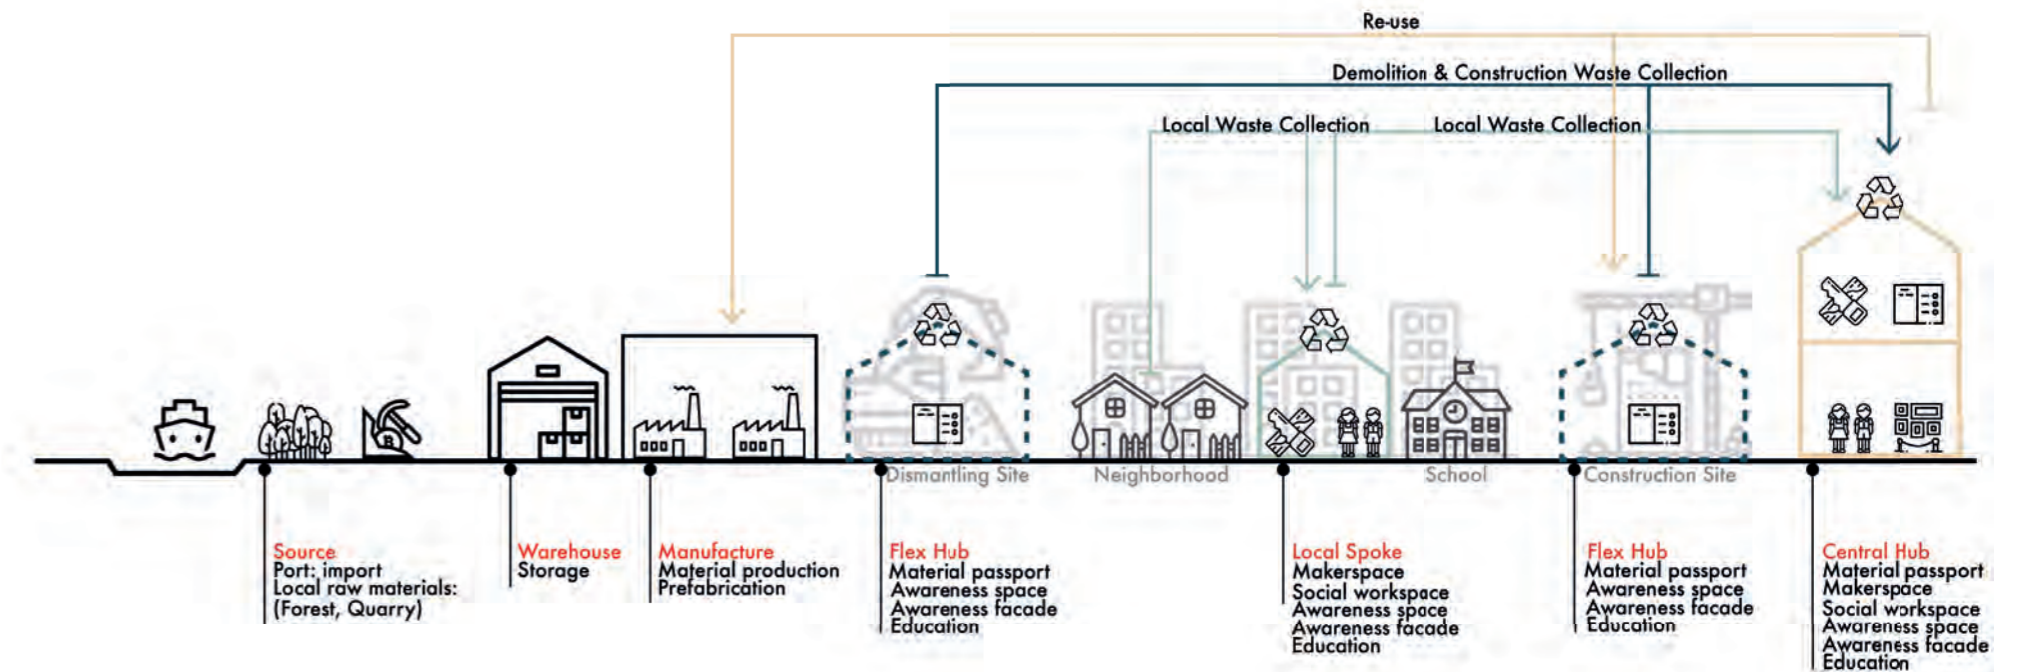 Re-use
Demolition & Construction Waste Collection
Local Waste Collection
Local Waste Collection
Dismantling Site
Neighborhood
School
Construction Site
Source
Port: import
Local raw materials:
(Forest, Quarry)
Warehouse
Storage
Manufacture
Material production
Prefabrication
Flex Hub
Material passport
Awareness space
Awareness facade
Education
Local Spoke
Makerspace
Social workspace
Awareness space
Awareness facade
Education
Flex Hub
Material passport
Awareness space
Awareness facade
Education
Central Hub
Material passport
Makerspace
Social workspace
Awareness space
Awareness facade
Education